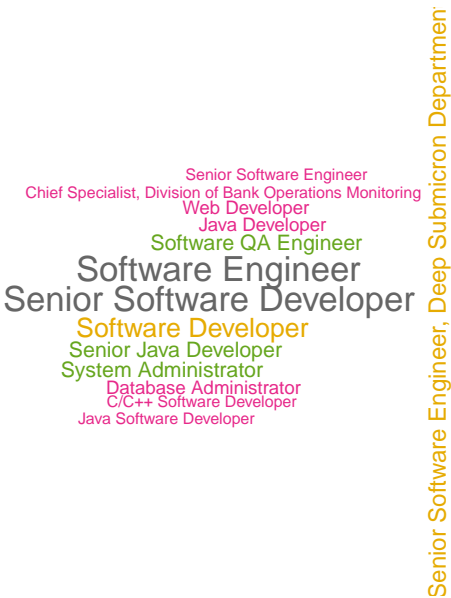 Senior Software Engineer
Chief Specialist, Division of Bank Operations Monitoring
Web Developer
Java Developer
Software QA Engineer
Software Engineer
Senior Software Developer
Software Developer
Senior Java Developer
System Administrator
Database Administrator
C/C++ Software Developer
Java Software Developer
Senior Software Engineer, Deep Submicron Departmen